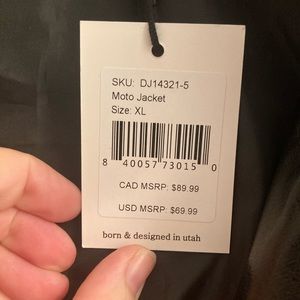 SKU: DJ14321-5
Moto Jacket
Size: XL
8 40057 73015 0
CAD MSRP: $89.99
USD MSRP: $69.99
born & designed in utah